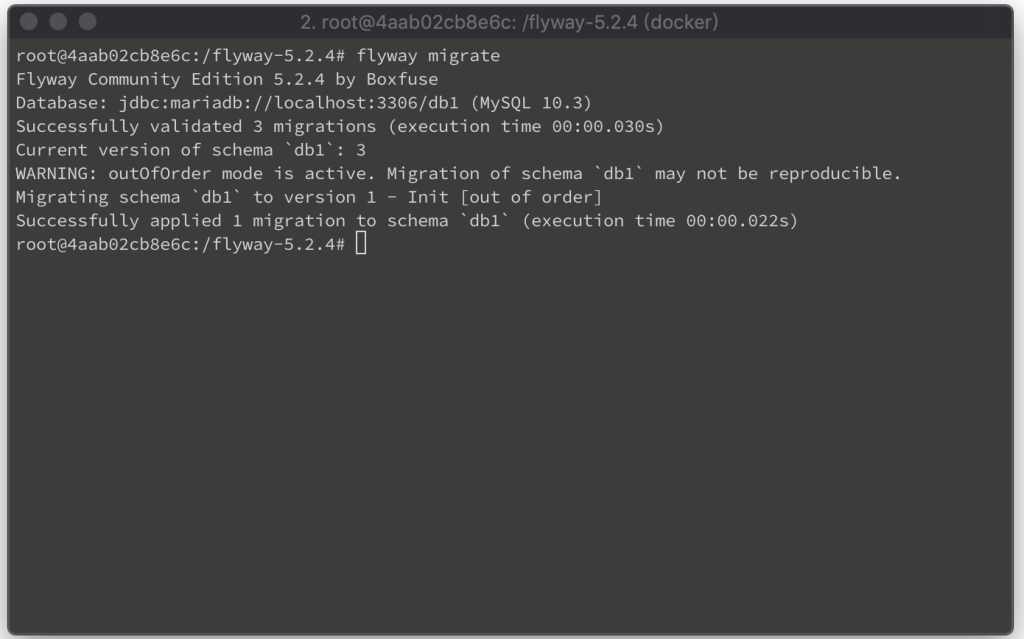 2. root@4aab02cb8e6c: /flyway-5.2.4 (docker)
root@4aab02cb8e6c:/flyway-5.2.4# flyway migrate
Flyway Community Edition 5.2.4 by Boxfuse
Database: jdbc:mariadb://localhost:3306/db1 (MySQL 10.3)
Successfully validated 3 migrations (execution time 00:00.030s)
Current version of schema `db1`: 3
WARNING: outOfOrder mode is active. Migration of schema `db1` may not be reproducible.
Migrating schema `db1` to version 1 - Init [out of order]
Successfully applied 1 migration to schema `db1` (execution time 00:00.022s)
root@4aab02cb8e6c:/flyway-5.2.4#